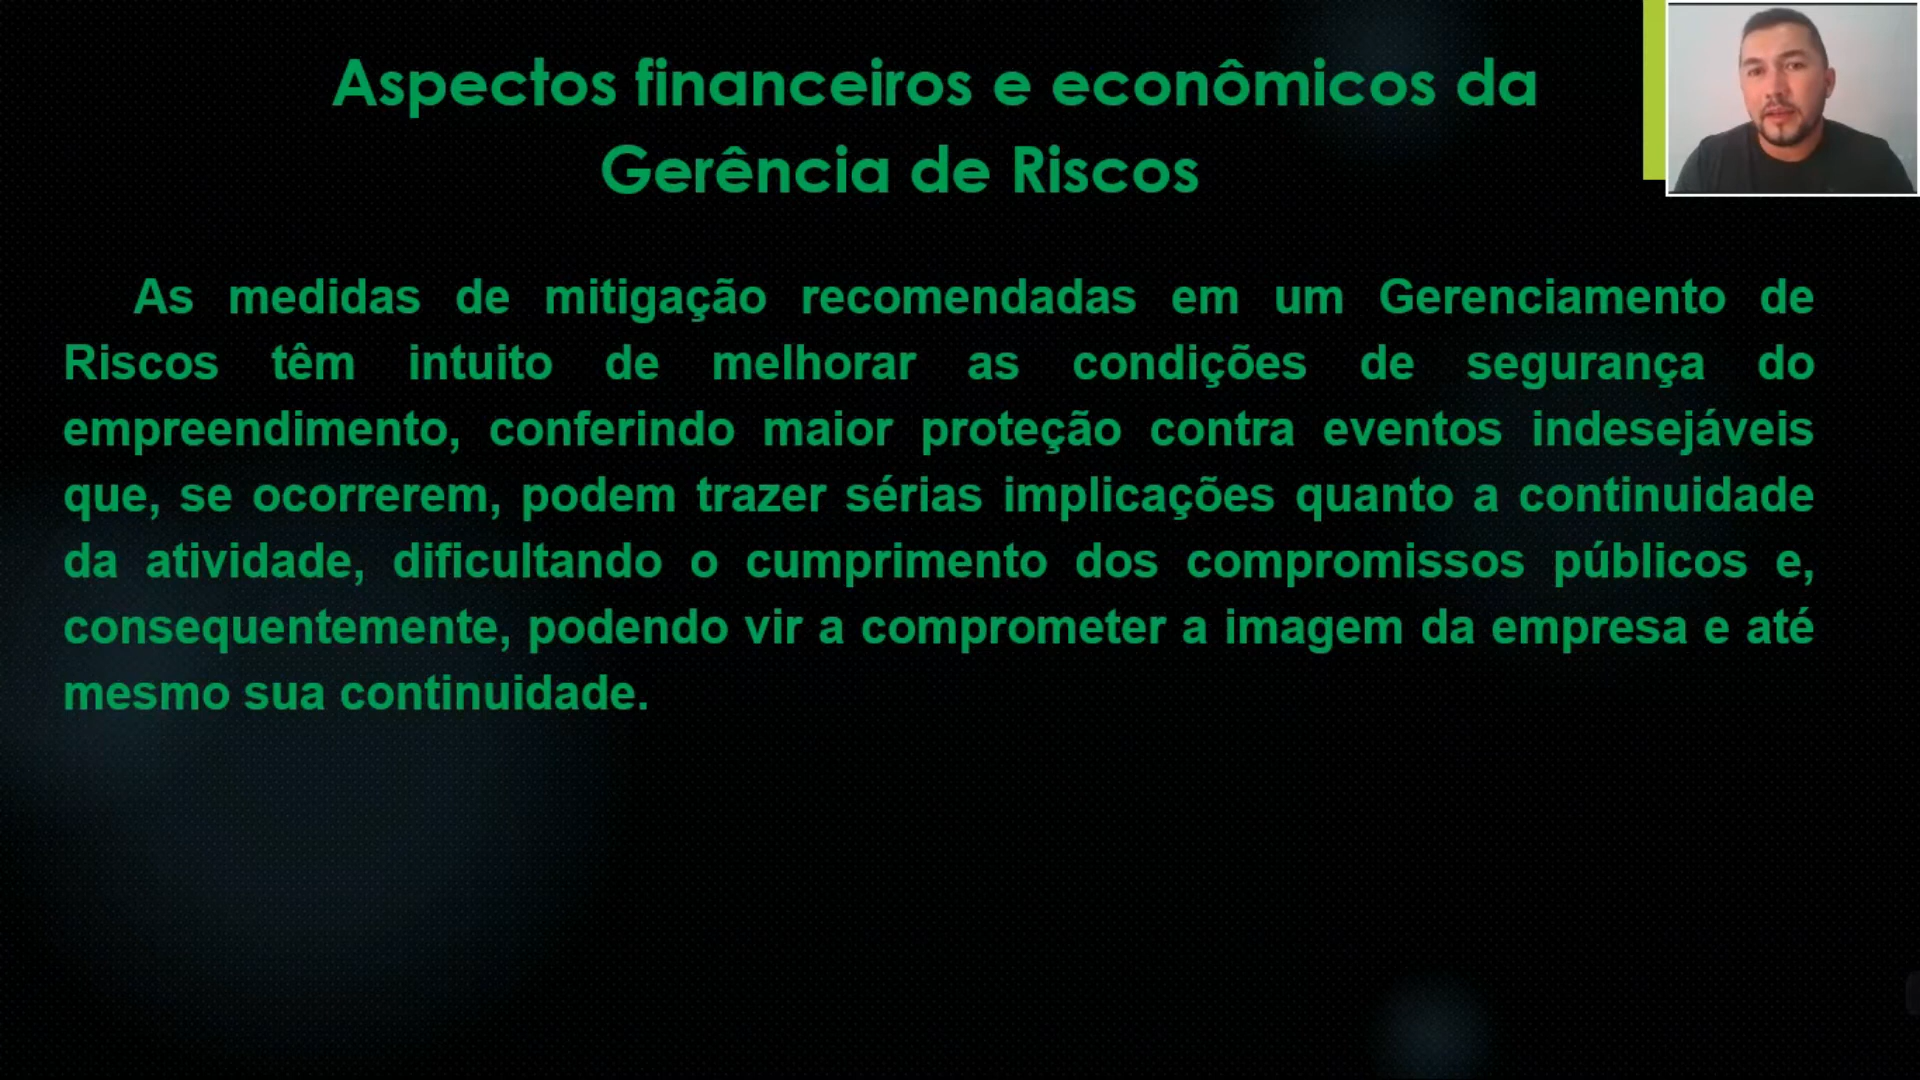 Aspectos financeiros e econômicos da
Gerência de Riscos
As medidas de mitigação recomendadas em um Gerenciamento de
Riscos têm intuito de melhorar as condições de segurança do
empreendimento, conferindo maior proteção contra eventos indesejáveis
que, se ocorrerem, podem trazer sérias implicações quanto a continuidade
da atividade, dificultando o cumprimento dos compromissos públicos e,
consequentemente, podendo vir a comprometer a imagem da empresa e até
mesmo sua continuidade.